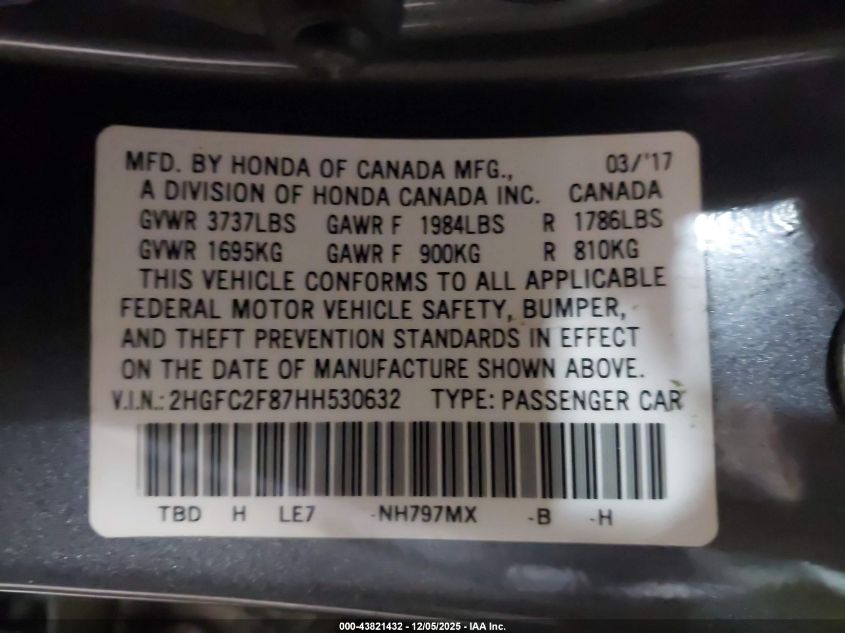 MFD. BY HONDA OF CANADA MFG., 03/'17
A DIVISION OF HONDA CANADA INC. CANADA
GVWR 3737LBS GAWR F 1984LBS R 1786LBS
GVWR 1695KG GAWR F 900KG R 810KG
THIS VEHICLE CONFORMS TO ALL APPLICABLE
FEDERAL MOTOR VEHICLE SAFETY, BUMPER,
AND THEFT PREVENTION STANDARDS IN EFFECT
ON THE DATE OF MANUFACTURE SHOWN ABOVE.
V.I.N.: 2HGFC2F87HH530632 TYPE: PASSENGER CAR
TBD H LE7 -NH797MX -B -H
000-43821432 - 12/05/2025 - IAA Inc.